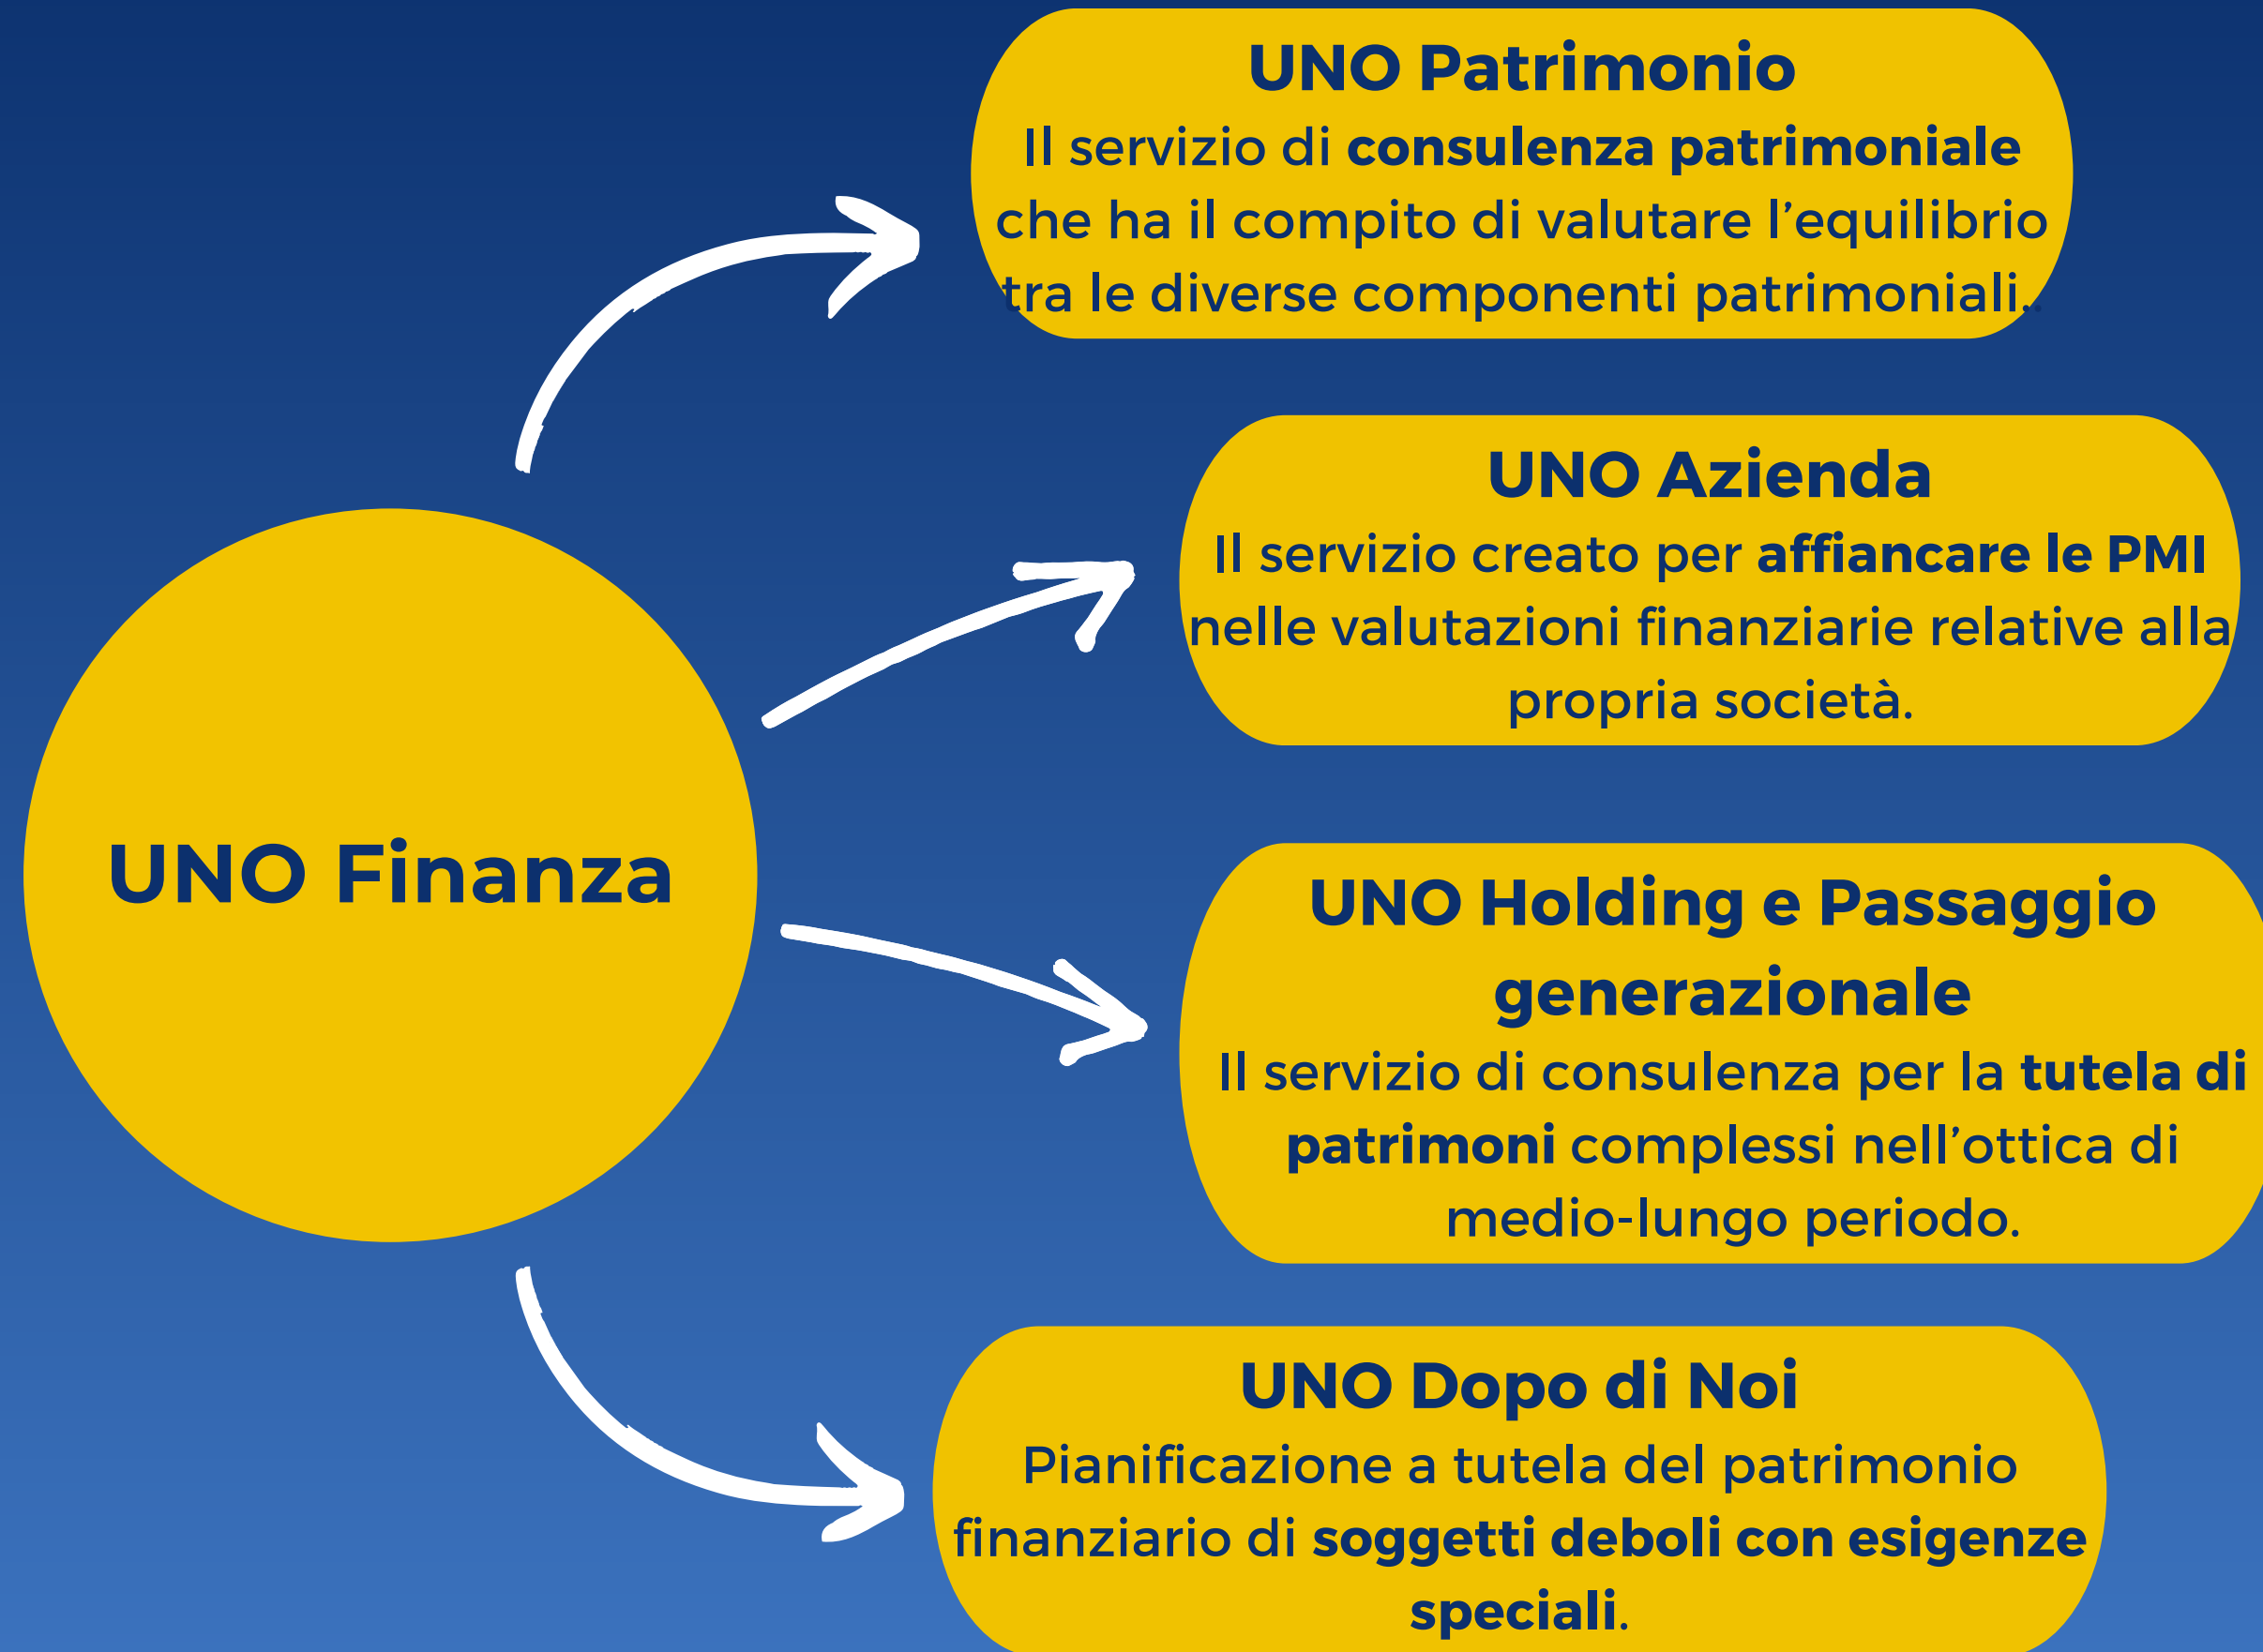 UNO Patrimonio
Il servizio di consulenza patrimoniale
che ha il compito di valutare l’equilibrio
tra le diverse componenti patrimoniali..
UNO Azienda
Il servizio creato per affiancare le PMI
nelle valutazioni finanziarie relative alla
propria società.
UNO Finanza
UNO Holding e Passaggio
generazionale
Il servizio di consulenza per la tutela di
patrimoni complessi nell’ottica di
medio-lungo periodo.
UNO Dopo di Noi
Pianificazione a tutela del patrimonio
finanziario di soggetti deboli con esigenze
speciali.